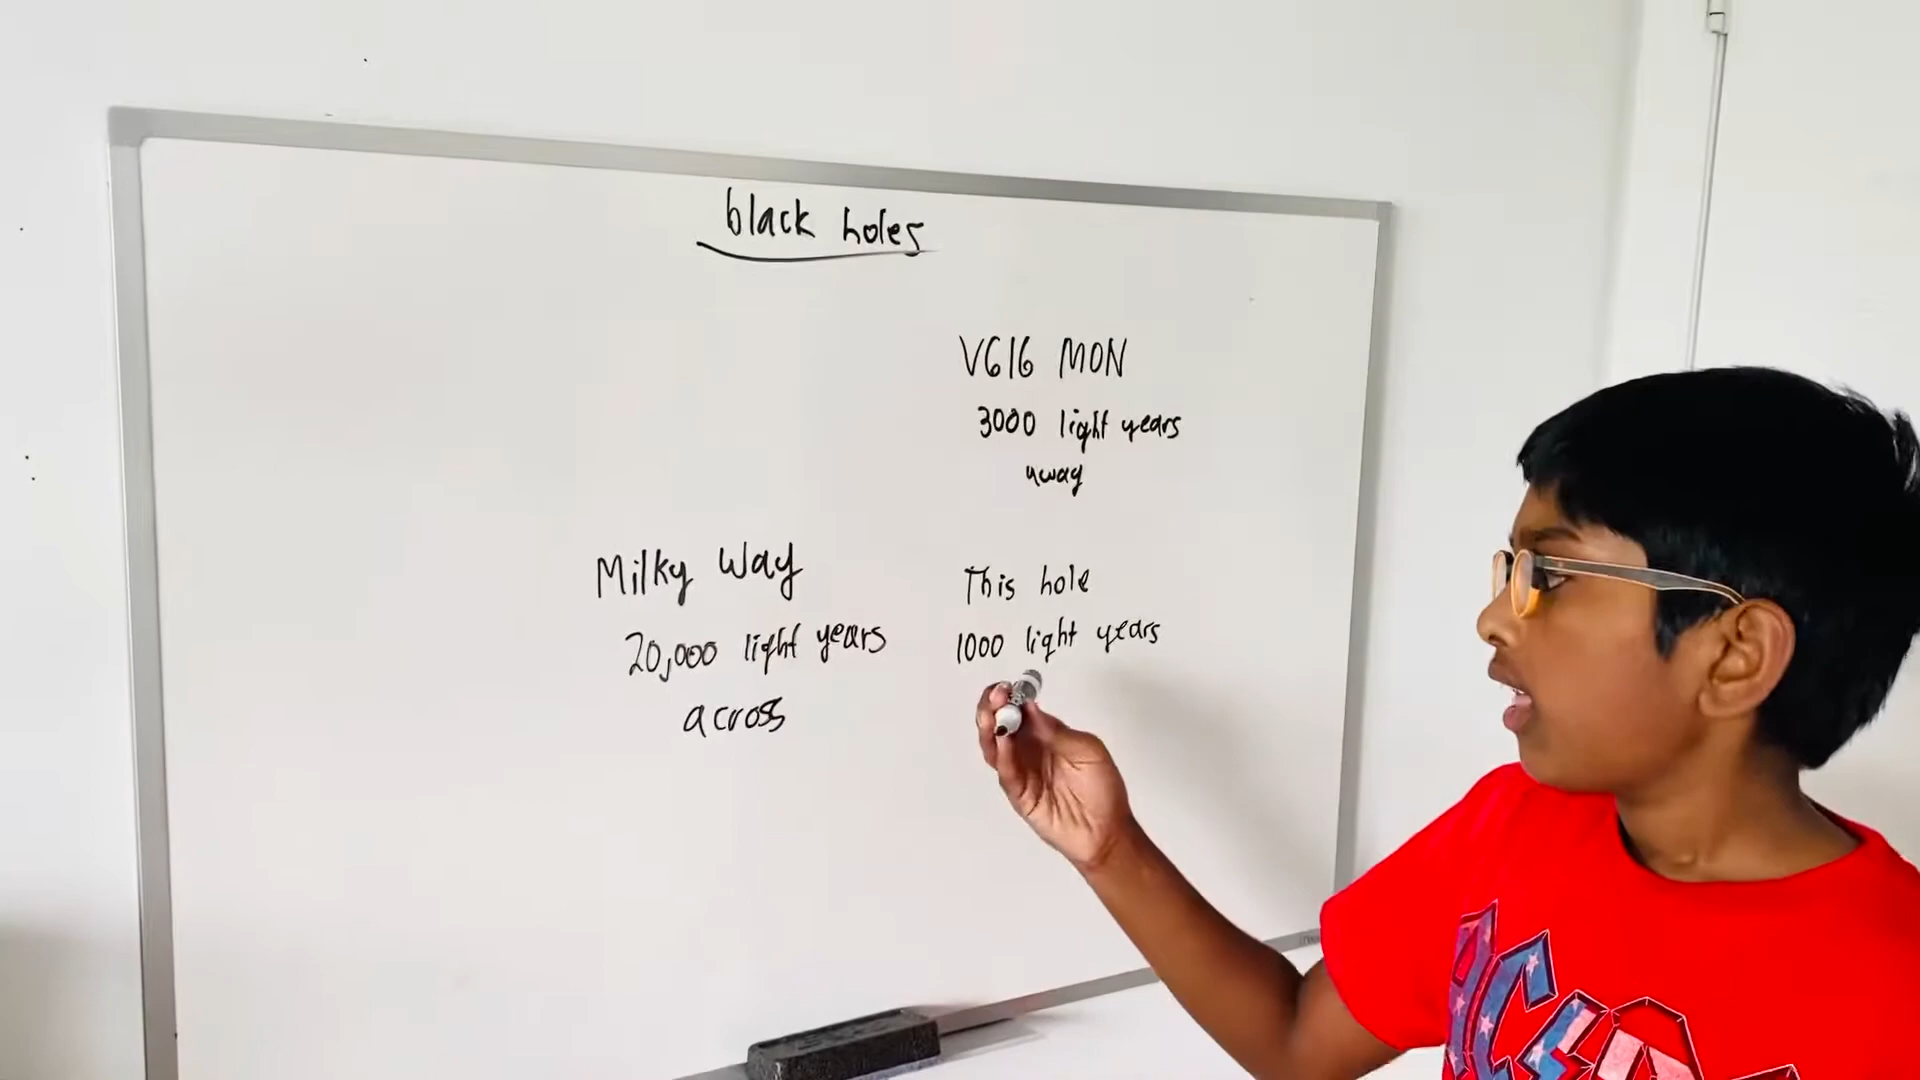 black holes
V616 MON
3000 light years
away
Milky Way
20,000 light years
across
This hole
1000 light years